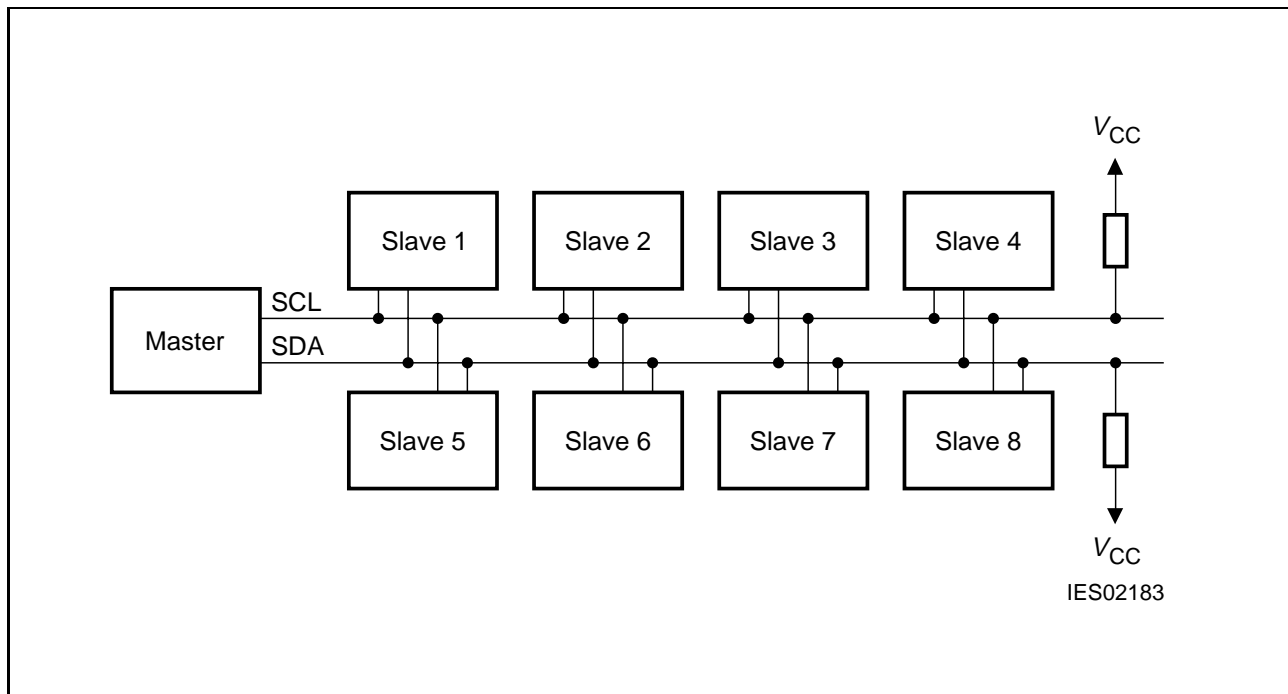 VCC
Slave 1
Slave 2
Slave 3
Slave 4
Master
SCL
SDA
Slave 5
Slave 6
Slave 7
Slave 8
VCC
IES02183